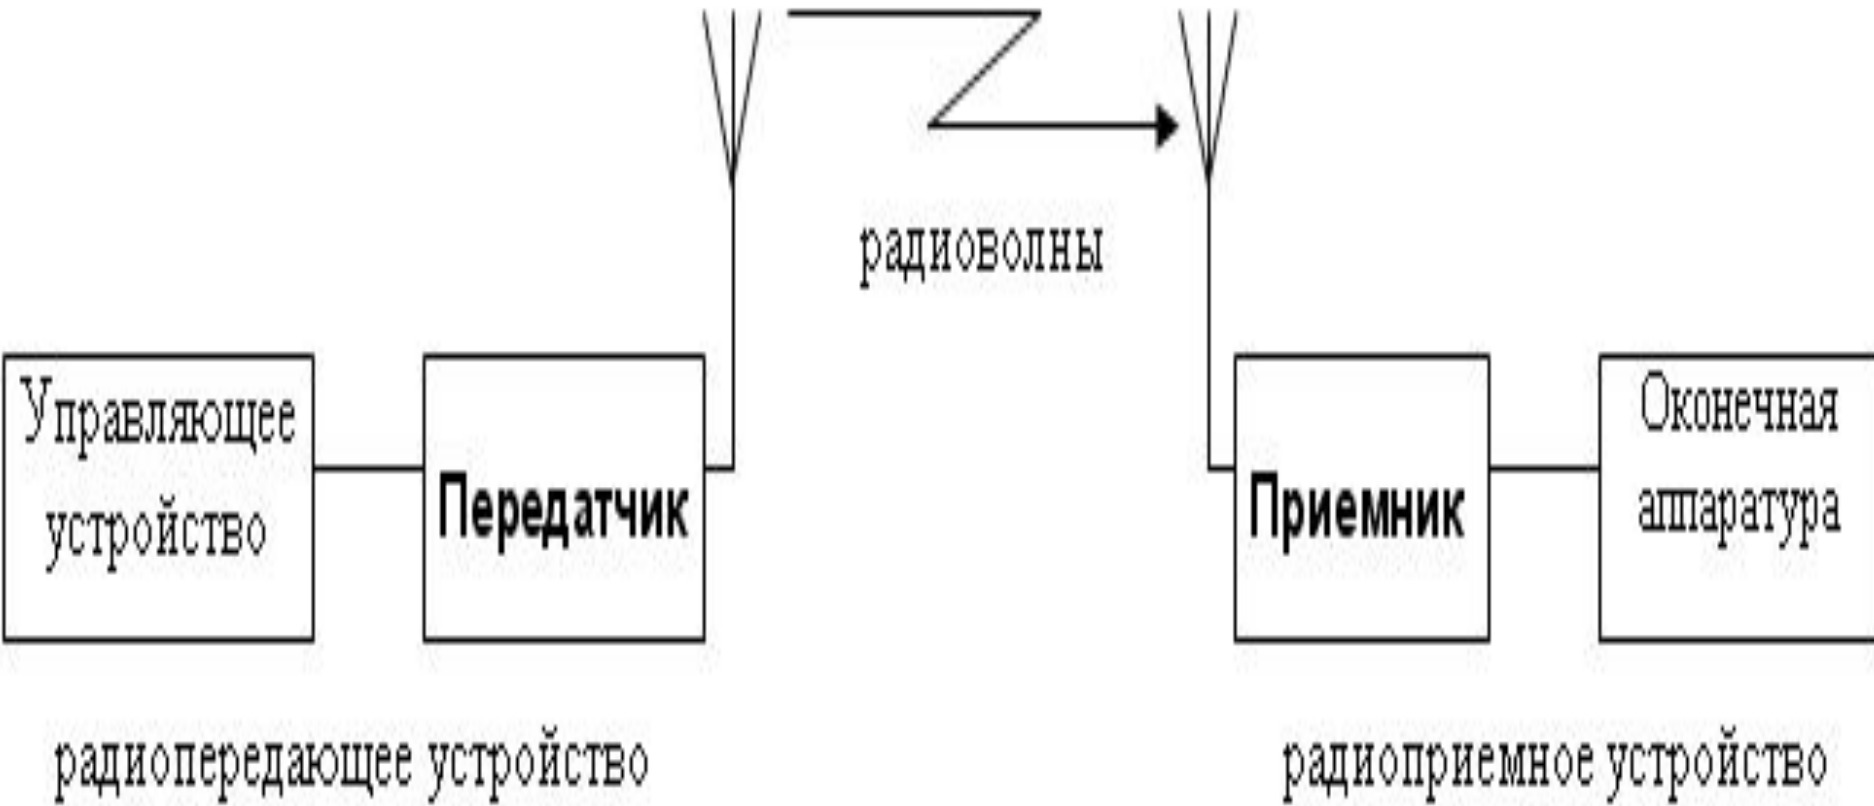 радиоволны
Управляющее
устройство
Передатчик
Приемник
Оконечная
аппаратура
радиопередающее устройство
радиоприемное устройство